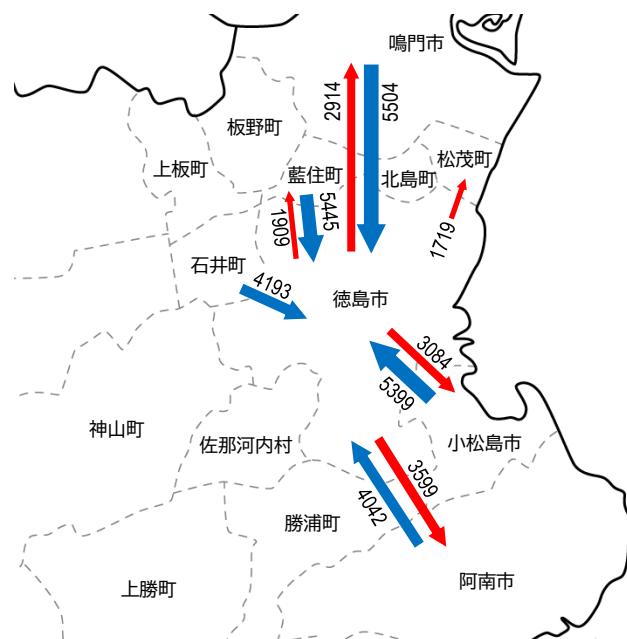 鳴門市
2914
5504
板野町
松茂町
上板町
藍住町
北島町
5445
1909
1719
石井町
4193
徳島市
3084
5399
神山町
佐那河内村
小松島市
3599
4042
勝浦町
上勝町
阿南市